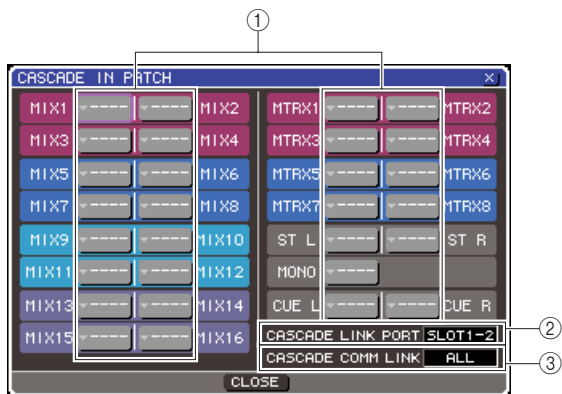 ①
CASCADE IN PATCH ×
MIX1 ---- ---- MIX2 MTRX1 ---- ---- MTRX2
MIX3 ---- ---- MIX4 MTRX3 ---- ---- MTRX4
MIX5 ---- ---- MIX6 MTRX5 ---- ---- MTRX6
MIX7 ---- ---- MIX8 MTRX7 ---- ---- MTRX8
MIX9 ---- ---- MIX10 ST L ---- ---- ST R
MIX11 ---- ---- MIX12 MONO ----
MIX13 ---- ---- MIX14 CUE L ---- ---- CUE R
MIX15 ---- ---- MIX16 CASCADE LINK PORT SLOT1-2 ②
CASCADE COMM LINK ALL ③
CLOSE